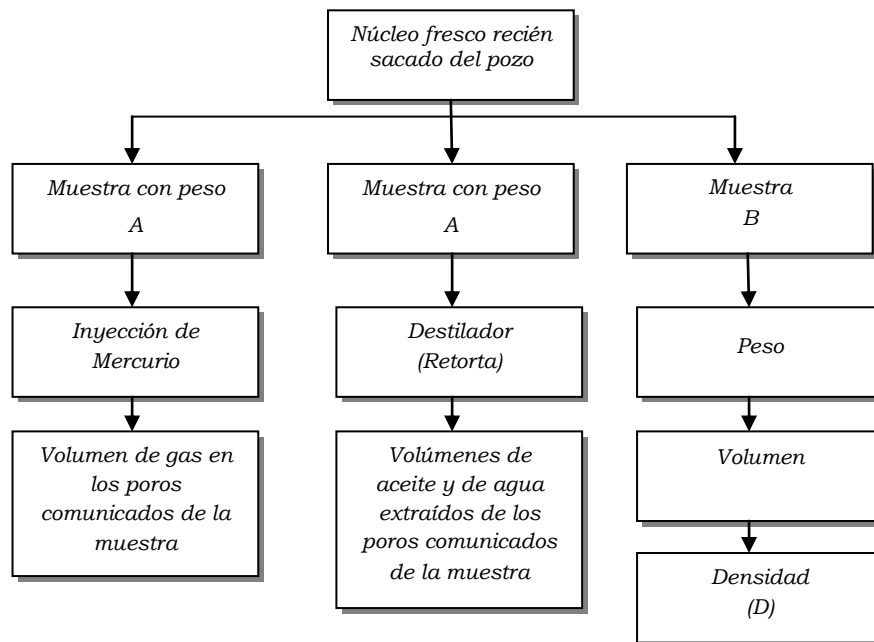 Núcleo fresco recién
sacado del pozo
Muestra con peso
A
Muestra con peso
A
Muestra
B
Inyección de
Mercurio
Destilador
(Retorta)
Peso
Volumen de gas en
los poros
comunicados de la
muestra
Volúmenes de
aceite y de agua
extraídos de los
poros comunicados
de la muestra
Volumen
Densidad
(D)